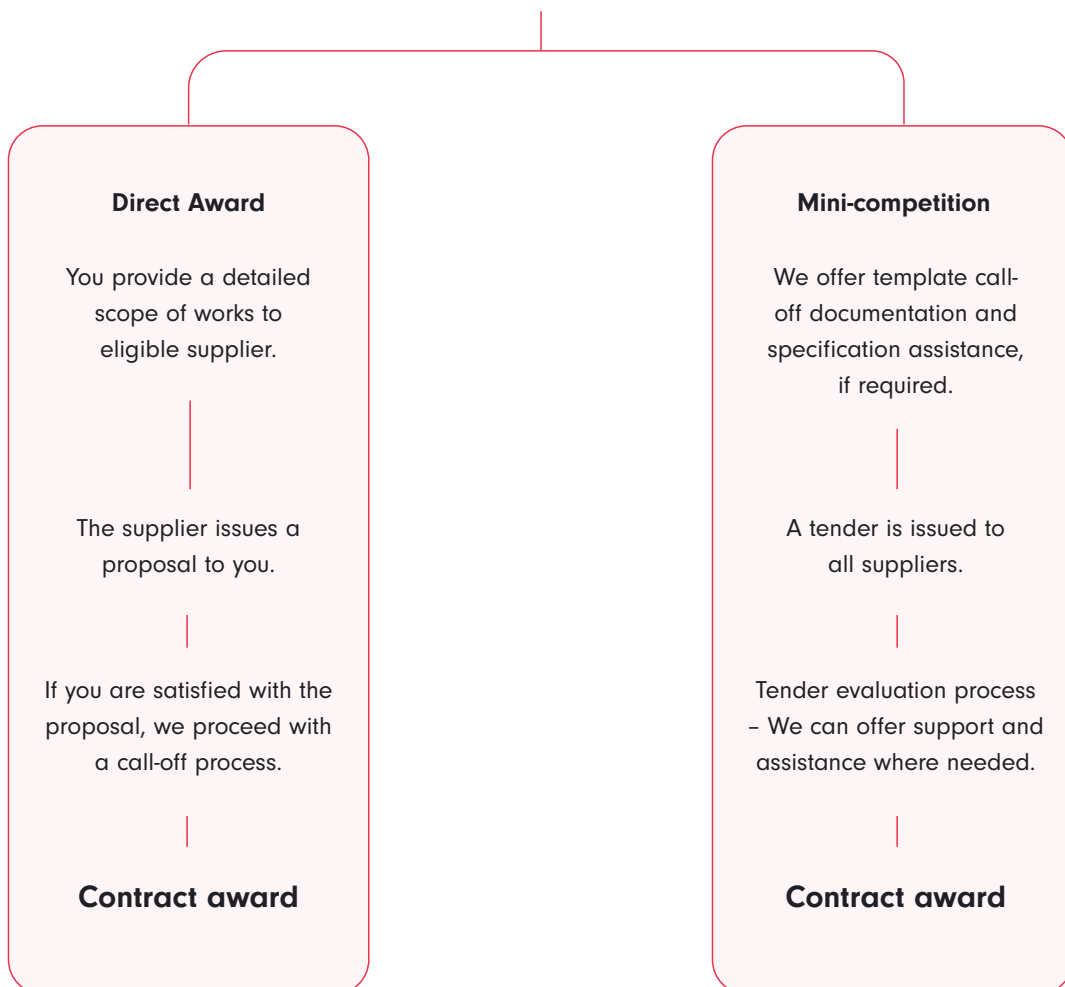 Direct Award
You provide a detailed
scope of works to
eligible supplier.
The supplier issues a
proposal to you.
If you are satisfied with the
proposal, we proceed with
a call-off process.
Contract award
Mini-competition
We offer template call-
off documentation and
specification assistance,
if required.
A tender is issued to
all suppliers.
Tender evaluation process
– We can offer support and
assistance where needed.
Contract award